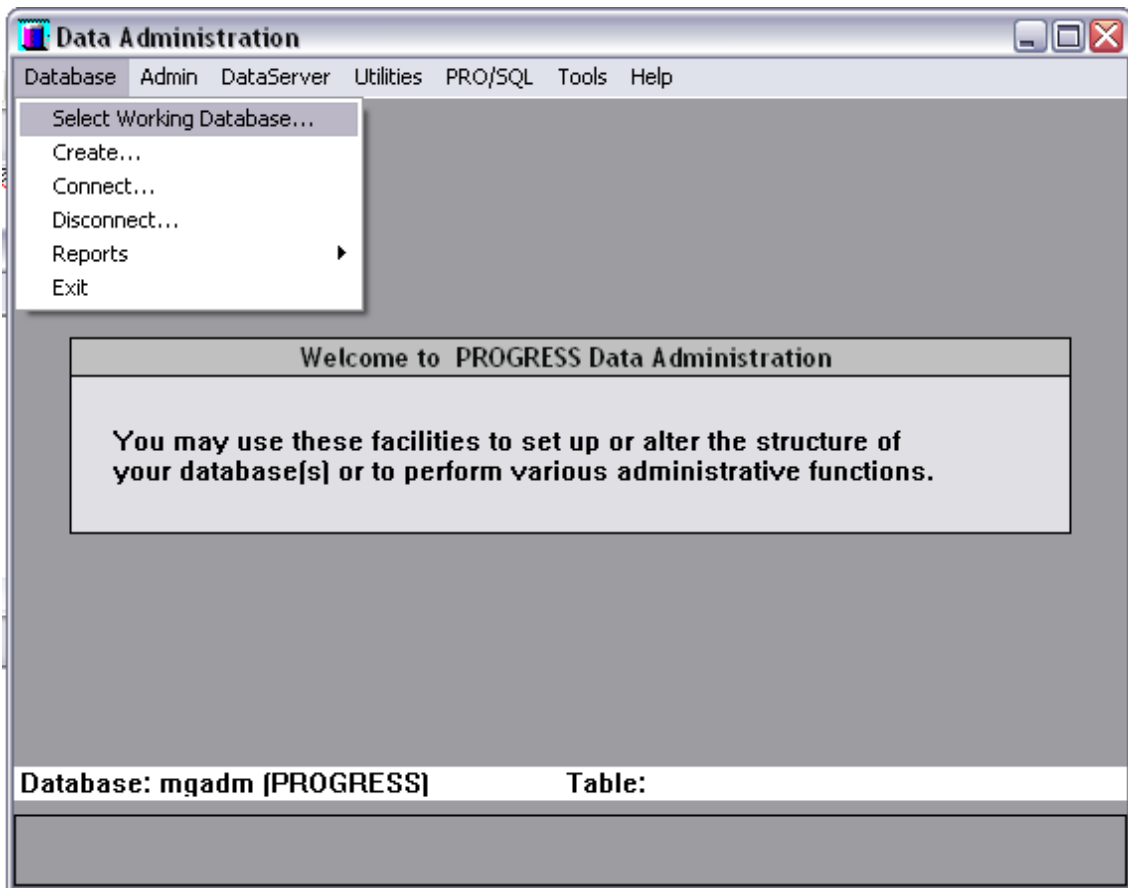 Data Administration
Database Admin DataServer Utilities PRO/SQL Tools Help
Select Working Database...
Create...
Connect...
Disconnect...
Reports
Exit
Welcome to PROGRESS Data Administration
You may use these facilities to set up or alter the structure of
your database(s) or to perform various administrative functions.
Database: mgadm (PROGRESS) Table: